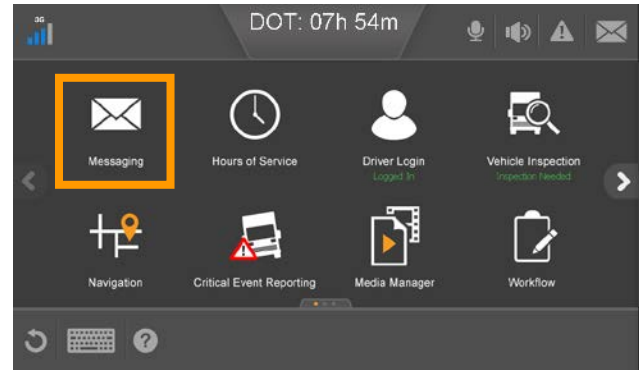 3G
DOT: 07h 54m
Messaging
Hours of Service
Driver Login
Logged In
Vehicle Inspection
Inspection Needed
Navigation
Critical Event Reporting
Media Manager
Workflow
?